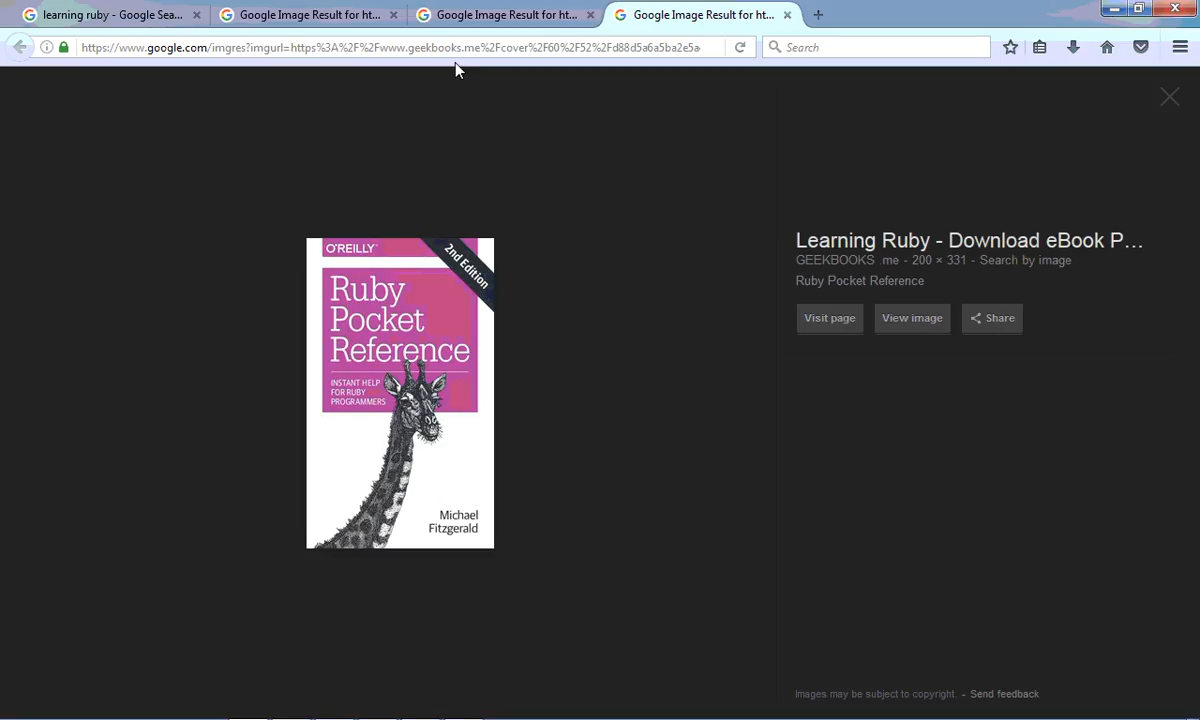 learning ruby - Google Sea...
Google Image Result for ht...
Google Image Result for ht...
Google Image Result for ht...
https://www.google.com/imgres?imgurl=https%3A%2F%2Fwww.geekbooks.me%2Fcover%2F60%2F52%2Fd88d5a6a5ba2e5a
Search
O'REILLY
2nd Edition
Ruby
Pocket
Reference
INSTANT HELP
FOR RUBY
PROGRAMMERS
Michael
Fitzgerald
Learning Ruby - Download eBook P...
GEEKBOOKS .me - 200 × 331 - Search by image
Ruby Pocket Reference
Visit page
View image
Share
Images may be subject to copyright. - Send feedback